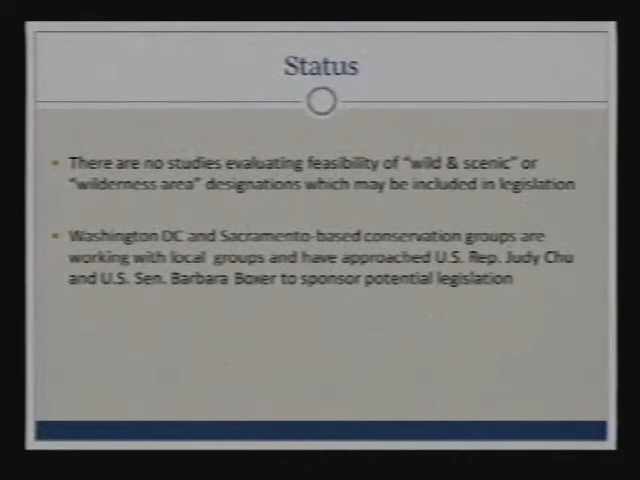 Status
There are no studies evaluating feasibility of "wild & scenic" or
"wilderness area" designations which may be included in legislation
Washington DC and Sacramento-based conservation groups are
working with local groups and have approached U.S. Rep. Judy Chu
and U.S. Sen. Barbara Boxer to sponsor potential legislation